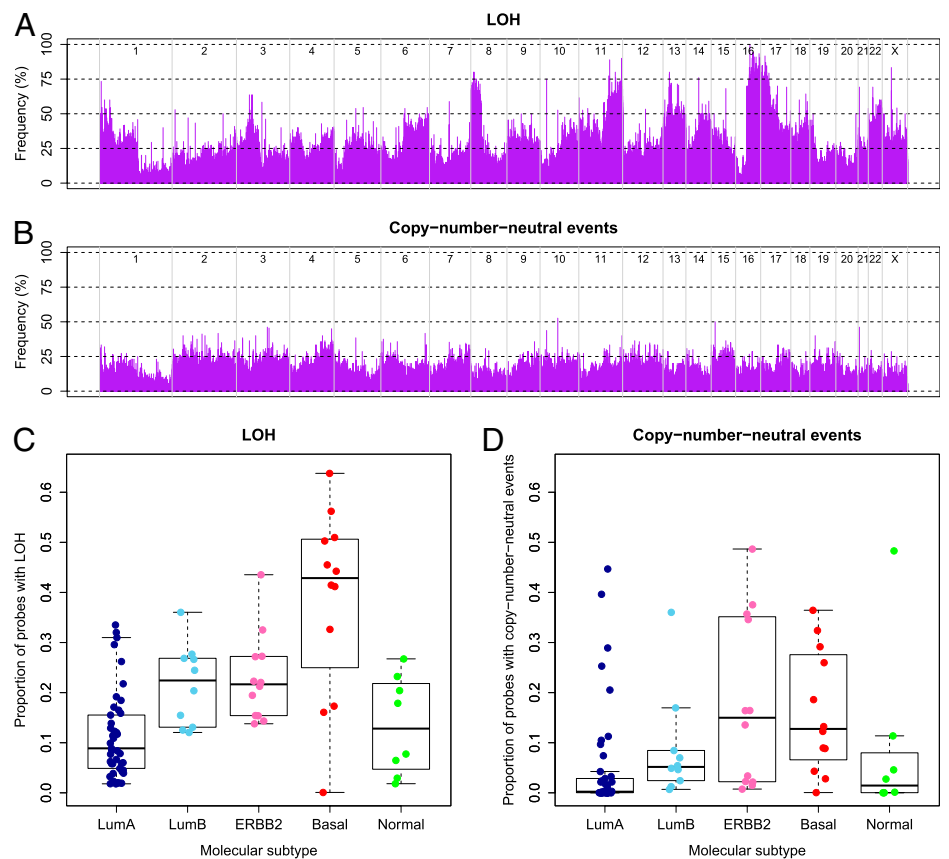 A
LOH
Frequency (%)
100
75
50
25
0
1 2 3 4 5 6 7 8 9 10 11 12 13 14 15 16 17 18 19 20 21 22 X
B
Copy−number−neutral events
Frequency (%)
100
75
50
25
0
1 2 3 4 5 6 7 8 9 10 11 12 13 14 15 16 17 18 19 20 21 22 X
C
LOH
Proportion of probes with LOH
0.6
0.5
0.4
0.3
0.2
0.1
0.0
LumA LumB ERBB2 Basal Normal
Molecular subtype
D
Copy−number−neutral events
Proportion of probes with copy−number−neutral events
0.6
0.5
0.4
0.3
0.2
0.1
0.0
LumA LumB ERBB2 Basal Normal
Molecular subtype